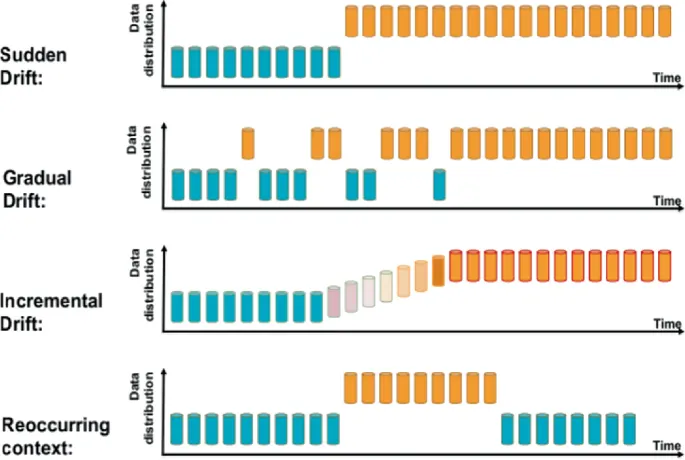 Data
distribution
Sudden
Drift:
Time
Data
distribution
Gradual
Drift:
Time
Data
distribution
Incremental
Drift:
Time
Data
distribution
Reoccurring
context:
Time